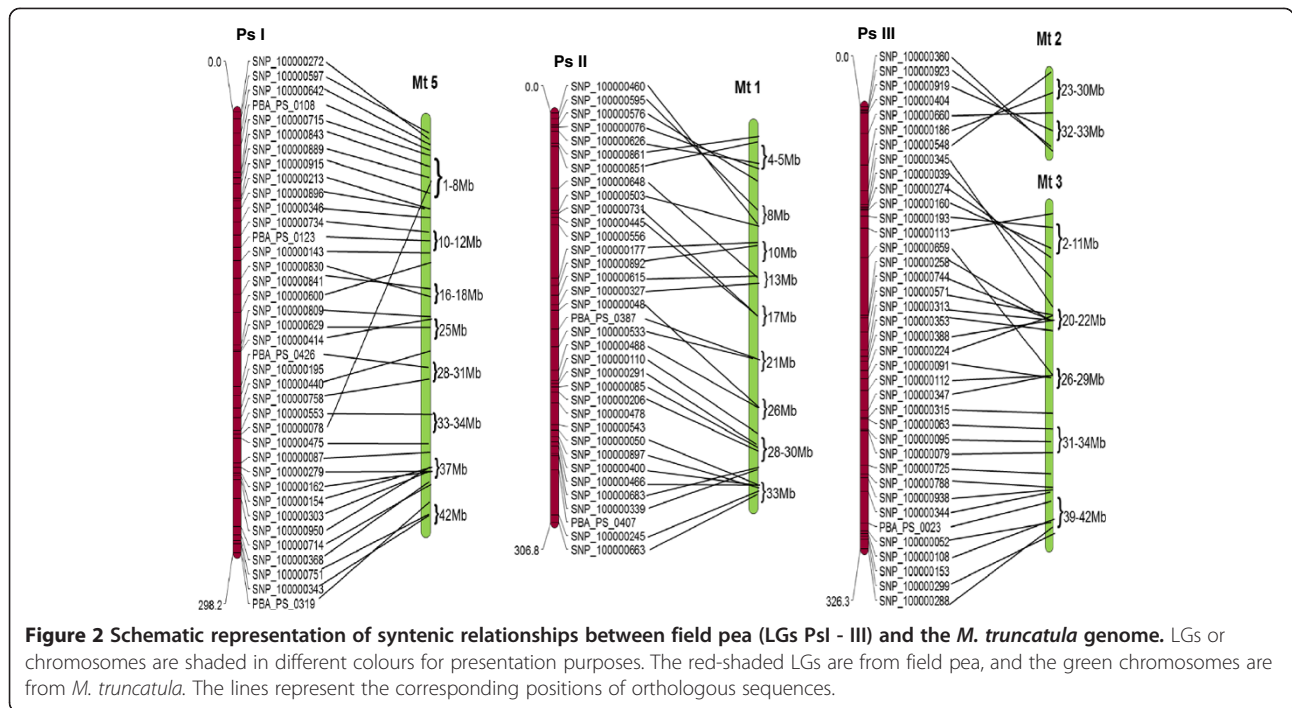 Ps I
0.0
SNP_100000272
SNP_100000597
SNP_100000642
PBA_PS_0108
SNP_100000715
SNP_100000843
SNP_100000889
SNP_100000915
SNP_100000213
SNP_100000896
SNP_100000346
SNP_100000734
PBA_PS_0123
SNP_100000143
SNP_100000830
SNP_100000841
SNP_100000600
SNP_100000809
SNP_100000629
SNP_100000414
PBA_PS_0426
SNP_100000195
SNP_100000440
SNP_100000758
SNP_100000553
SNP_100000078
SNP_100000475
SNP_100000087
SNP_100000279
SNP_100000162
SNP_100000154
SNP_100000303
SNP_100000950
SNP_100000714
SNP_100000368
SNP_100000751
SNP_100000343
PBA_PS_0319
298.2
Mt 5
1-8Mb
10-12Mb
16-18Mb
25Mb
28-31Mb
33-34Mb
37Mb
42Mb
Ps II
0.0
SNP_100000460
SNP_100000595
SNP_100000576
SNP_100000076
SNP_100000626
SNP_100000861
SNP_100000851
SNP_100000648
SNP_100000503
SNP_100000731
SNP_100000445
SNP_100000556
SNP_100000177
SNP_100000892
SNP_100000615
SNP_100000327
SNP_100000048
PBA_PS_0387
SNP_100000533
SNP_100000488
SNP_100000110
SNP_100000291
SNP_100000085
SNP_100000206
SNP_100000478
SNP_100000543
SNP_100000050
SNP_100000897
SNP_100000400
SNP_100000466
SNP_100000683
SNP_100000339
PBA_PS_0407
SNP_100000245
SNP_100000663
306.8
Mt 1
4-5Mb
8Mb
10Mb
13Mb
17Mb
21Mb
26Mb
28-30Mb
33Mb
Ps III
0.0
SNP_100000360
SNP_100000923
SNP_100000919
SNP_100000404
SNP_100000660
SNP_100000186
SNP_100000548
SNP_100000345
SNP_100000039
SNP_100000274
SNP_100000160
SNP_100000193
SNP_100000113
SNP_100000659
SNP_100000258
SNP_100000744
SNP_100000571
SNP_100000313
SNP_100000353
SNP_100000388
SNP_100000224
SNP_100000091
SNP_100000112
SNP_100000347
SNP_100000315
SNP_100000063
SNP_100000095
SNP_100000079
SNP_100000725
SNP_100000788
SNP_100000938
SNP_100000344
PBA_PS_0023
SNP_100000052
SNP_100000108
SNP_100000153
SNP_100000299
SNP_100000288
326.3
Mt 2
23-30Mb
32-33Mb
Mt 3
2-11Mb
20-22Mb
26-29Mb
31-34Mb
39-42Mb
Figure 2 Schematic representation of syntenic relationships between field pea (LGs PsI - III) and the M. truncatula genome. LGs or
chromosomes are shaded in different colours for presentation purposes. The red-shaded LGs are from field pea, and the green chromosomes are
from M. truncatula. The lines represent the corresponding positions of orthologous sequences.